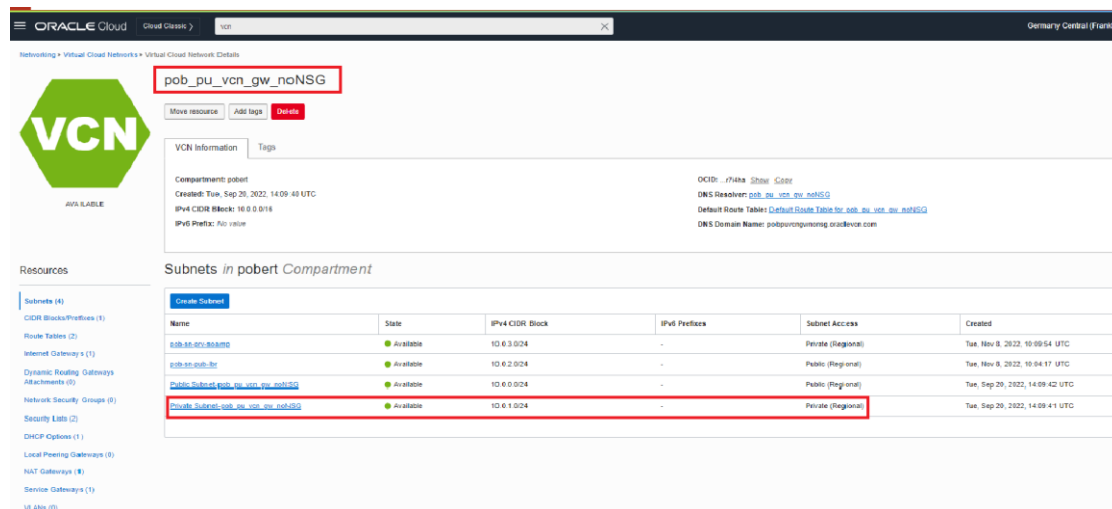 ORACLE Cloud Cloud Classic > vcn Germany Central (Frank
Networking » Virtual Cloud Networks » Virtual Cloud Network Details
pob_pu_vcn_gw_noNSG
Move resource Add tags Delete
VCN
AVAILABLE
VCN Information Tags
Compartment: pobert
Created: Tue, Sep 20, 2022, 14:09:40 UTC
IPv4 CIDR Block: 10.0.0.0/16
IPv6 Prefix: No value
OCID: Show Copy
DNS Resolver: pob_pu_vcn_gw_noNSG
Default Route Table: Default Route Table for pob_pu_vcn_gw_noNSG
DNS Domain Name:
Resources
Subnets (4)
CIDR Blocks/Prefixes (1)
Route Tables (2)
Internet Gateways (1)
Dynamic Routing Gateways
Attachments (0)
Network Security Groups (0)
Security Lists (2)
DHCP Options (1)
Local Peering Gateways (0)
NAT Gateways (1)
Service Gateways (1)
VLANs (0)
Subnets in pobert Compartment
Create Subnet
Name State IPv4 CIDR Block IPv6 Prefixes Subnet Access Created
Available 10.0.3.0/24 - Private (Regional) Tue, Nov 8, 2022, 10:09:54 UTC
pob-sn-pub-lbr Available 10.0.2.0/24 - Public (Regional) Tue, Nov 8, 2022, 10:04:17 UTC
Public Subnet-pob_pu_vcn_gw_noNSG Available 10.0.0.0/24 - Public (Regional) Tue, Sep 20, 2022, 14:09:42 UTC
Private Subnet-pob_pu_vcn_gw_noNSG Available 10.0.1.0/24 - Private (Regional) Tue, Sep 20, 2022, 14:09:41 UTC